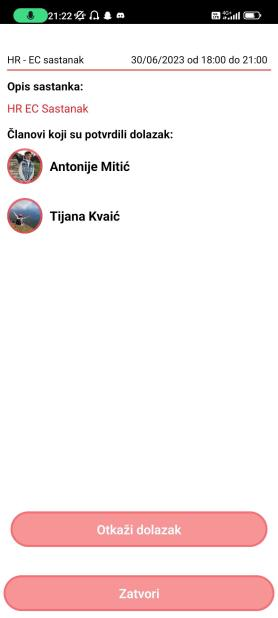 21:22
4G+
HR - EC sastanak 30/06/2023 od 18:00 do 21:00
Opis sastanka:
HR EC Sastanak
Članovi koji su potvrdili dolazak:
Antonije Mitić
Tijana Kvaić
Otkaži dolazak
Zatvori